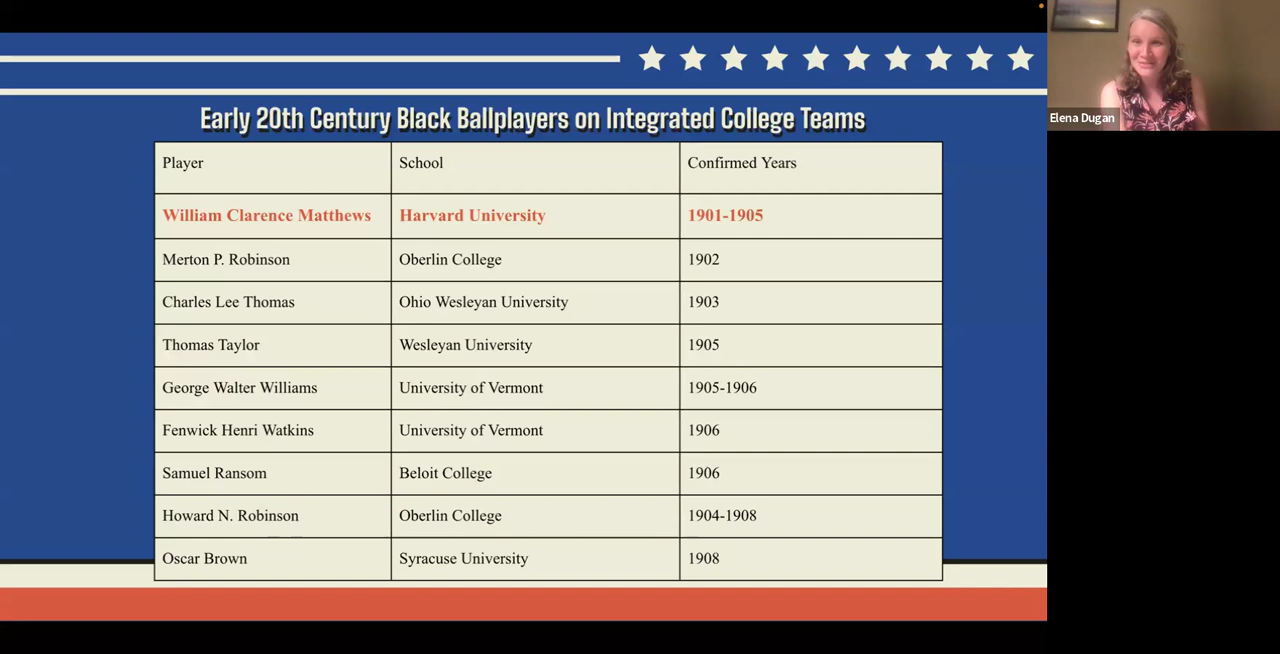 Early 20th Century Black Ballplayers on Integrated College Teams
Player School Confirmed Years
William Clarence Matthews Harvard University 1901-1905
Merton P. Robinson Oberlin College 1902
Charles Lee Thomas Ohio Wesleyan University 1903
Thomas Taylor Wesleyan University 1905
George Walter Williams University of Vermont 1905-1906
Fenwick Henri Watkins University of Vermont 1906
Samuel Ransom Beloit College 1906
Howard N. Robinson Oberlin College 1904-1908
Oscar Brown Syracuse University 1908
Elena Dugan